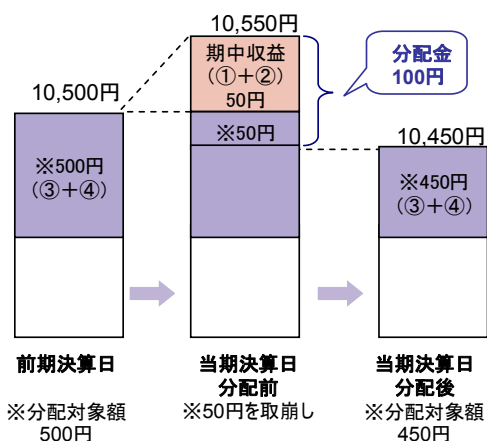 10,550円
期中収益
(①+②)
50円
分配金
100円
10,500円
※50円
10,450円
※500円
(③+④)
※450円
(③+④)
前期決算日
当期決算日
分配前
当期決算日
分配後
※分配対象額
500円
※50円を取崩し
※分配対象額
450円